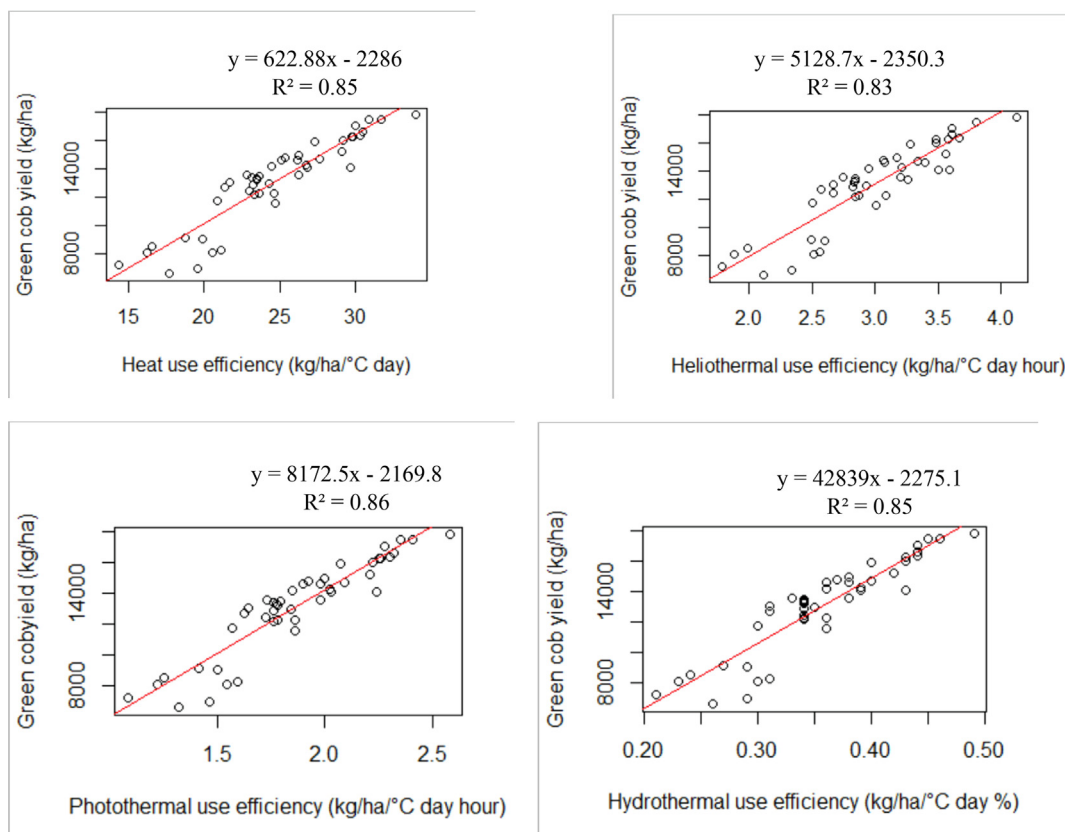 y = 622.88x - 2286
R² = 0.85
Green cob yield (kg/ha)
14000
8000
15 20 25 30
Heat use efficiency (kg/ha/°C day)
y = 5128.7x - 2350.3
R² = 0.83
Green cob yield (kg/ha)
14000
8000
2.0 2.5 3.0 3.5 4.0
Heliothermal use efficiency (kg/ha/°C day hour)
y = 8172.5x - 2169.8
R² = 0.86
Green cobyield (kg/ha)
14000
8000
1.5 2.0 2.5
Photothermal use efficiency (kg/ha/°C day hour)
y = 42839x - 2275.1
R² = 0.85
Green cob yield (kg/ha)
14000
8000
0.20 0.30 0.40 0.50
Hydrothermal use efficiency (kg/ha/°C day %)